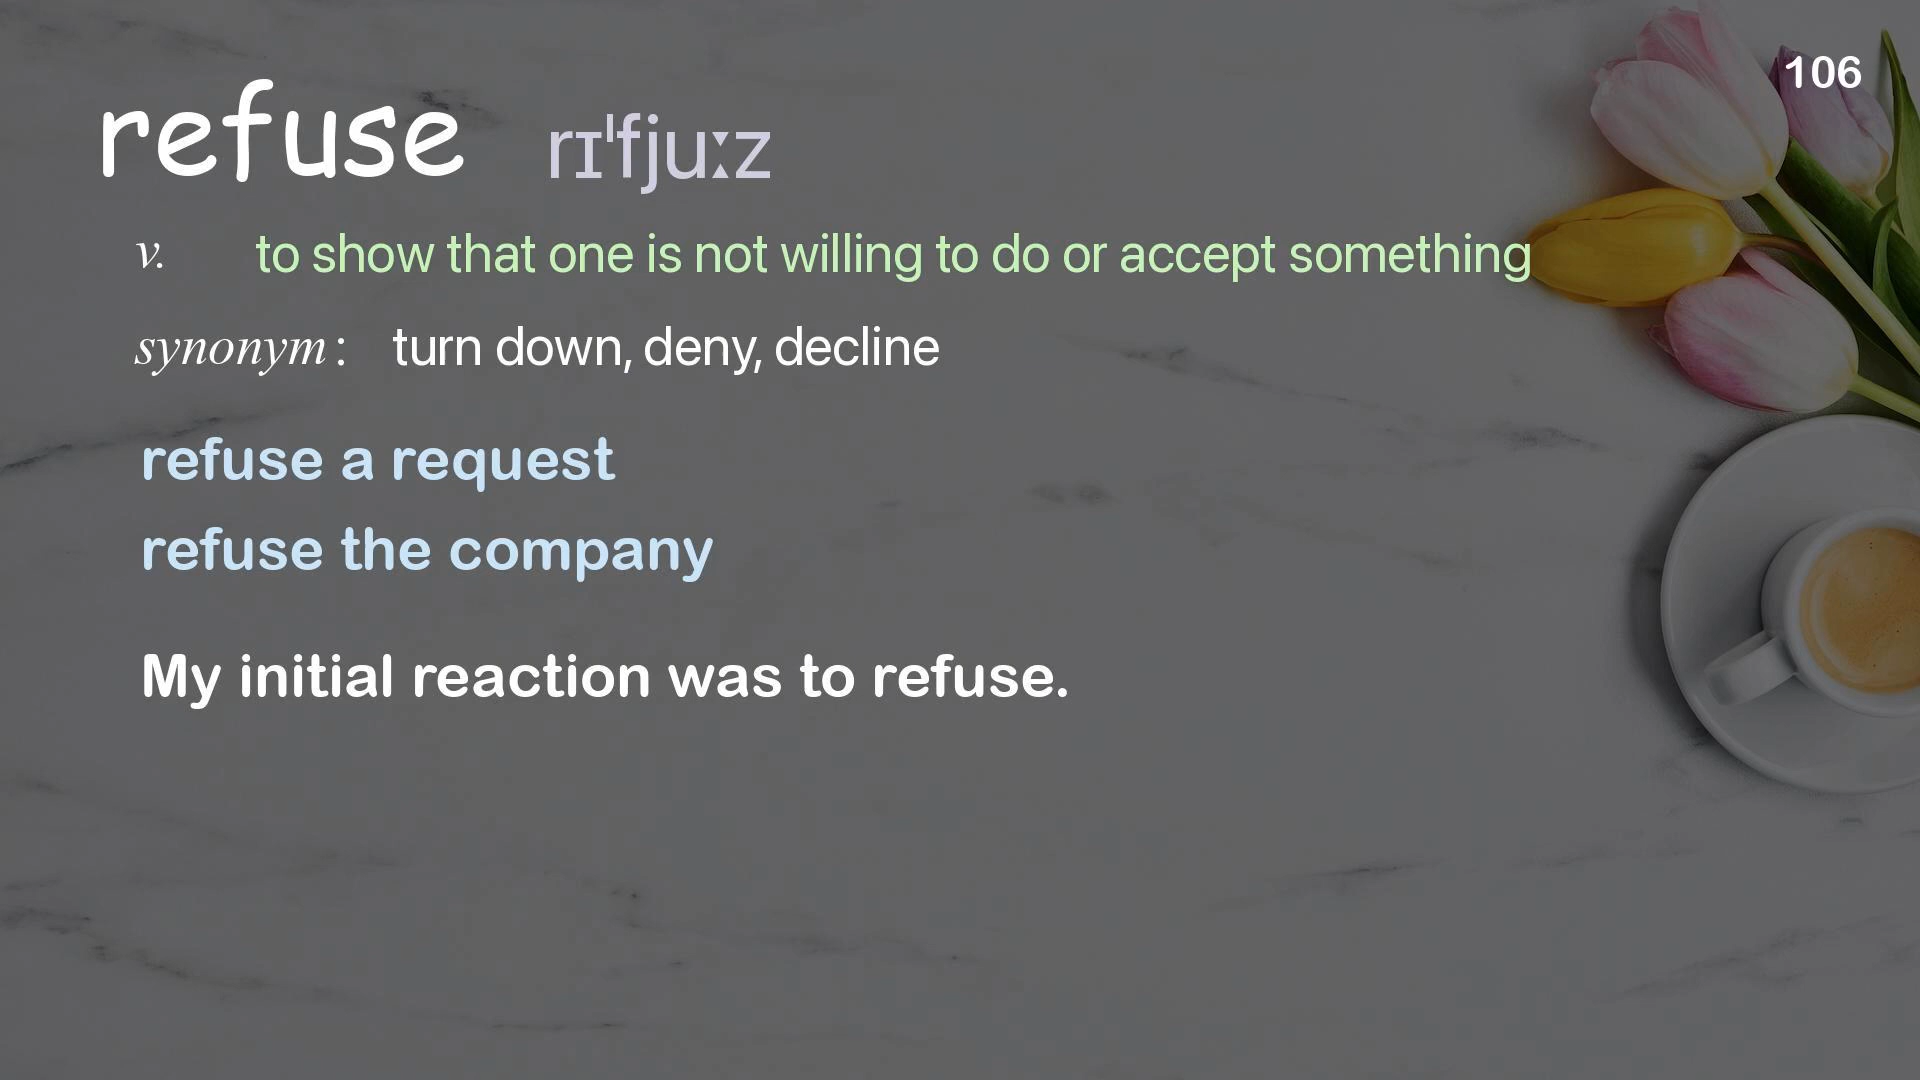 106
refuse rɪˈfjuːz
v. to show that one is not willing to do or accept something
synonym: turn down, deny, decline
refuse a request
refuse the company
My initial reaction was to refuse.